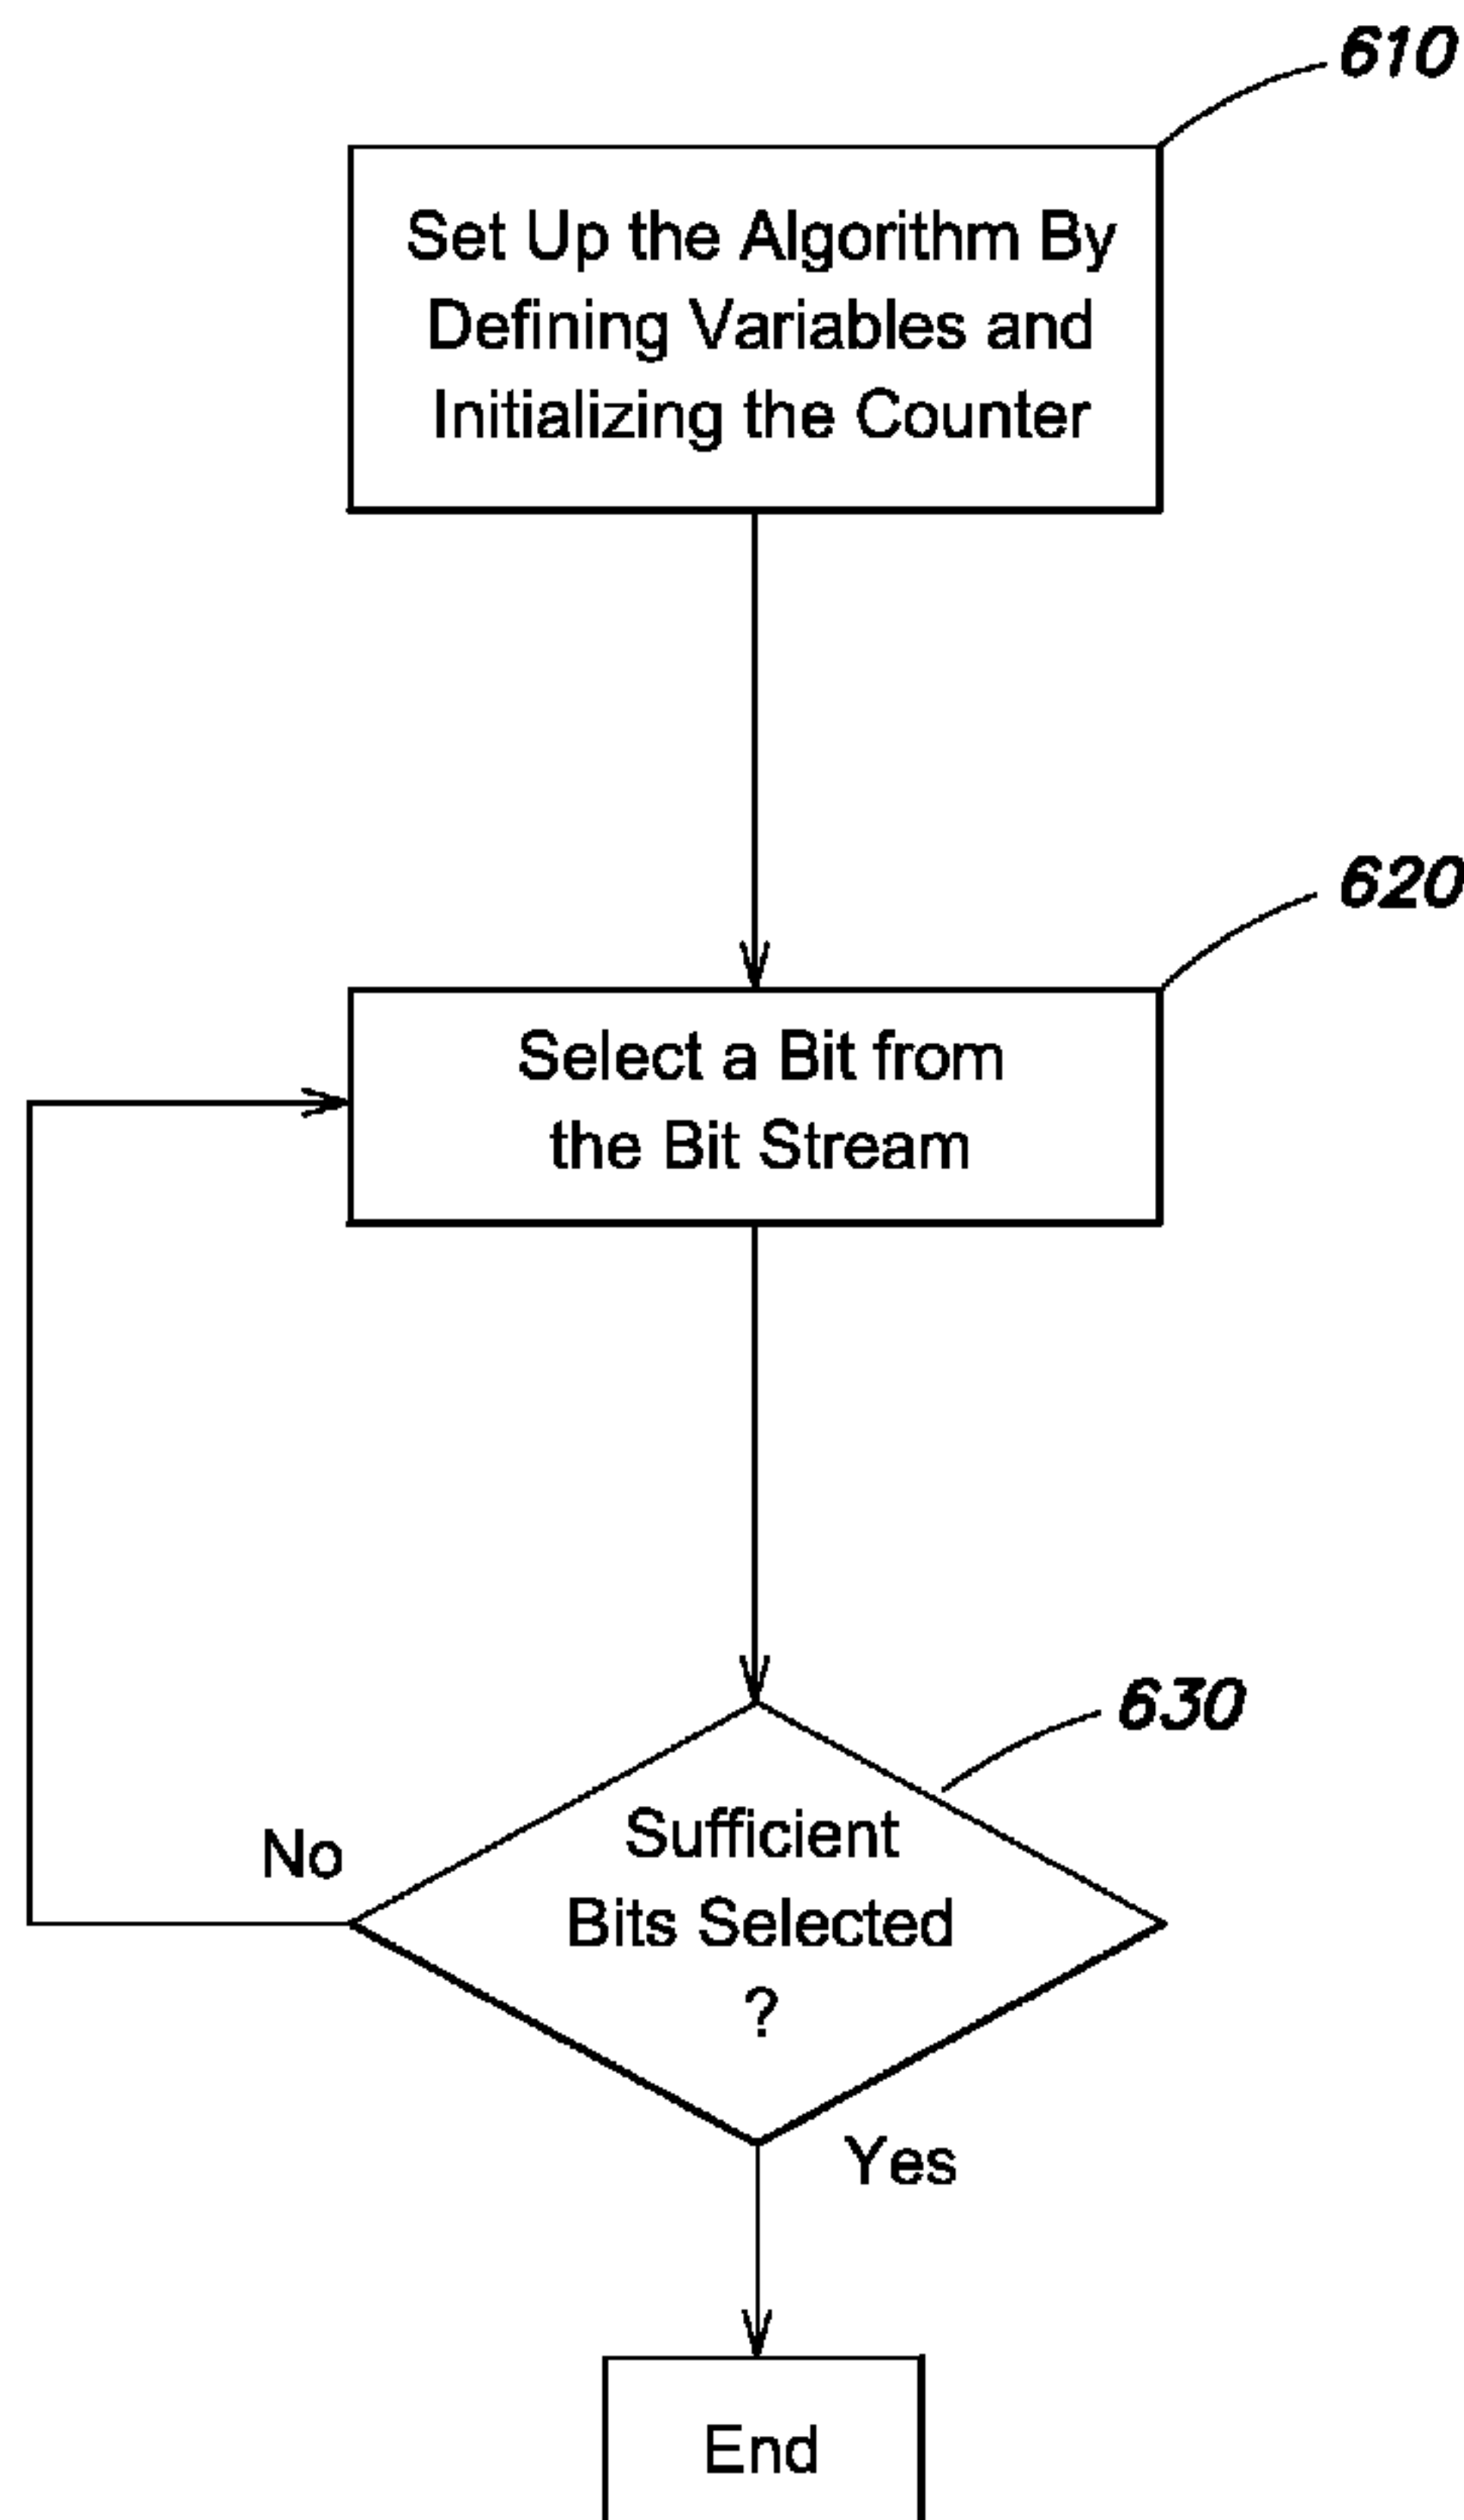 610
Set Up the Algorithm By
Defining Variables and
Initializing the Counter
620
Select a Bit from
the Bit Stream
630
Sufficient
Bits Selected
?
No
Yes
End